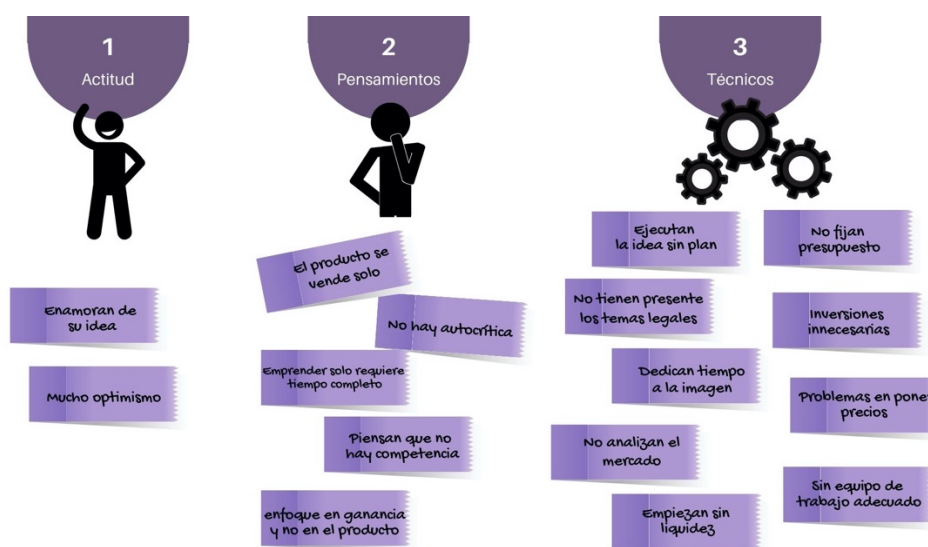 1
Actitud
Enamoran de
su idea
Mucho optimismo
2
Pensamientos
El producto se
vende solo
No hay autocrítica
Emprender solo requiere
tiempo completo
Piensan que no
hay competencia
enfoque en ganancia
y no en el producto
3
Técnicos
Ejecutan
la idea sin plan
No tienen presente
los temas legales
Dedican tiempo
a la imagen
No analizan el
mercado
Empiezan sin
liquidez
No fijan
presupuesto
Inversiones
innecesarias
Problemas en poner
precios
Sin equipo de
trabajo adecuado